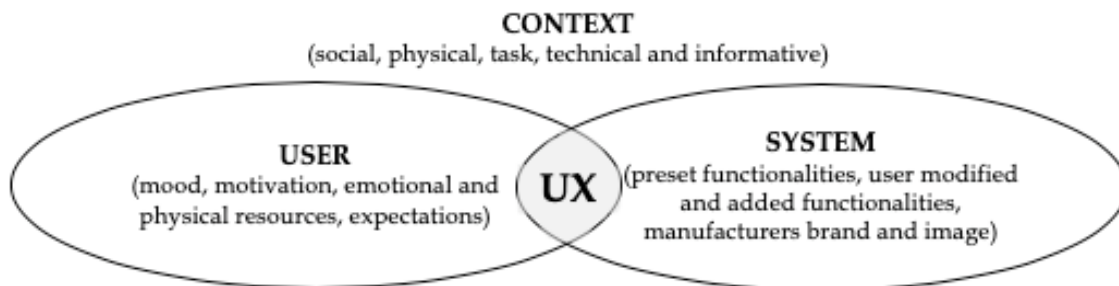 CONTEXT
(social, physical, task, technical and informative)
USER
(mood, motivation, emotional and
physical resources, expectations)
UX
SYSTEM
(preset functionalities, user modified
and added functionalities,
manufacturers brand and image)